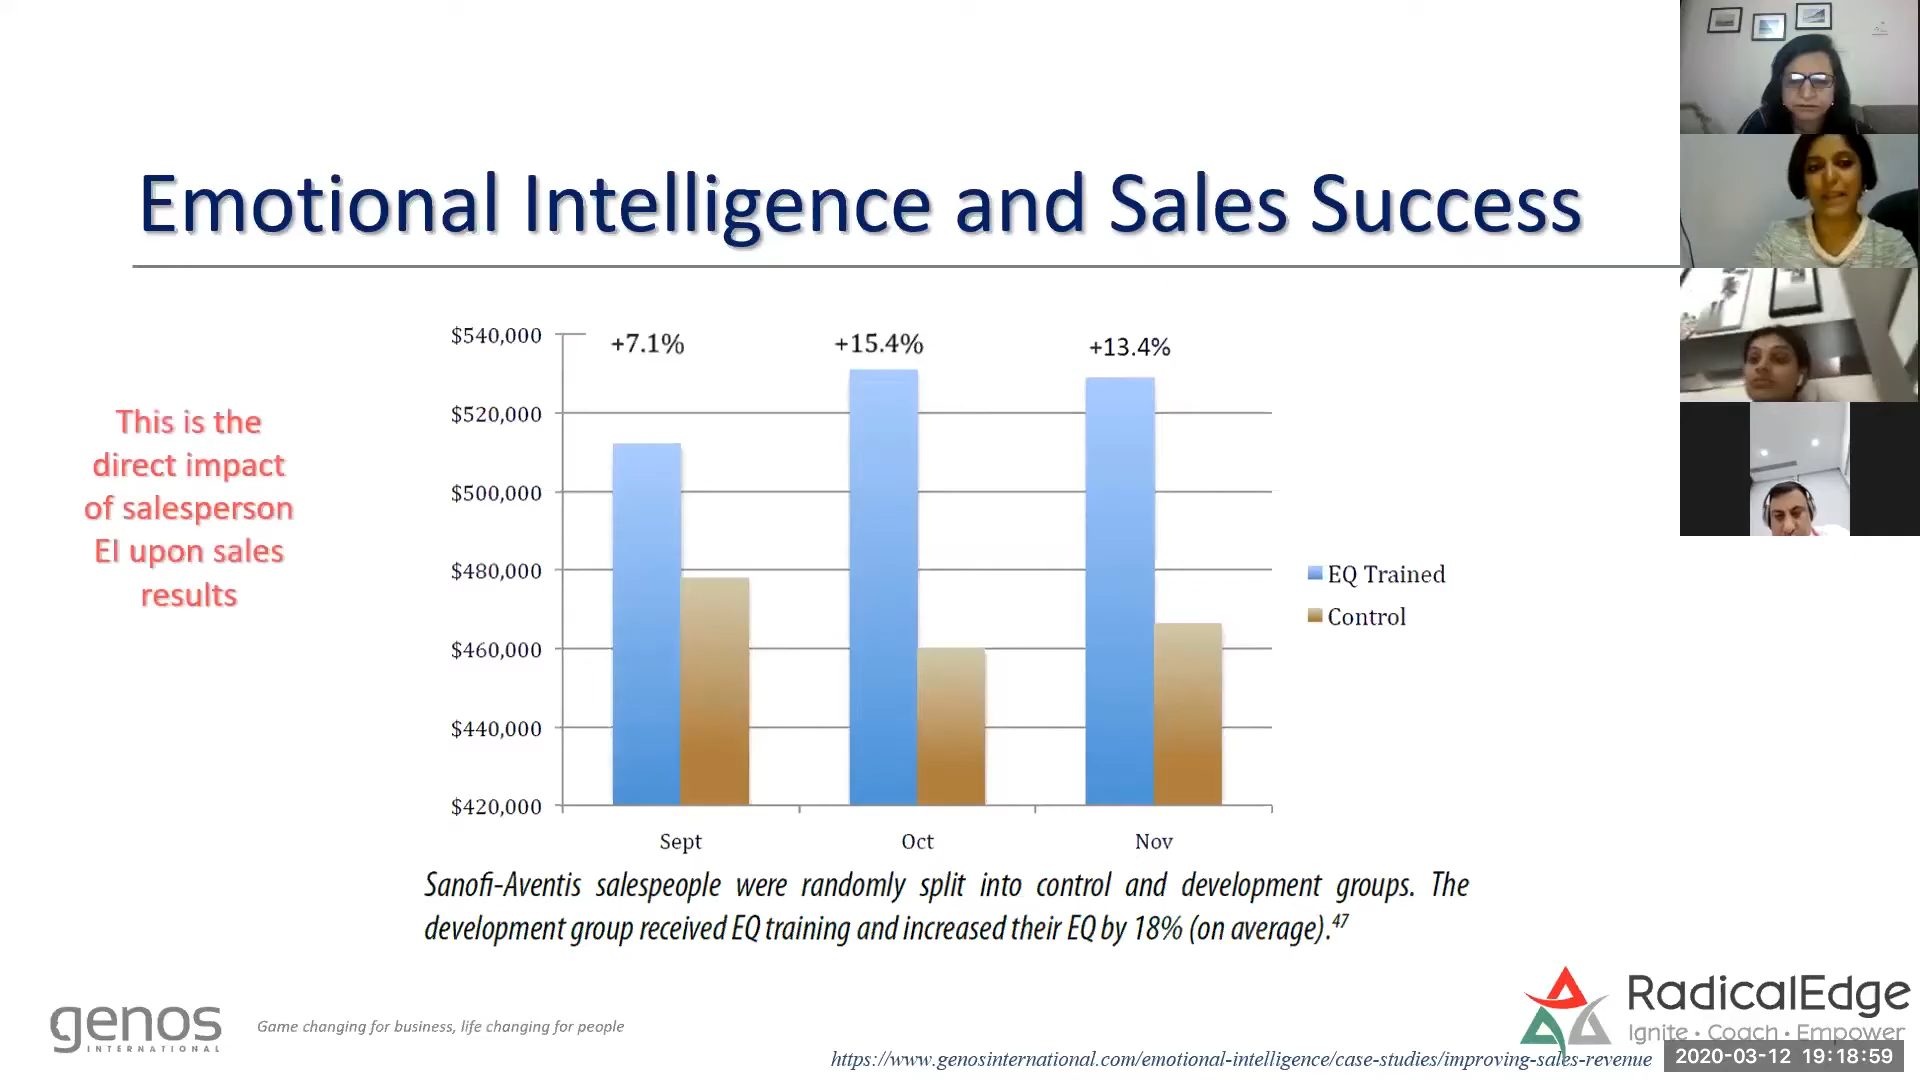 Emotional Intelligence and Sales Success
This is the
direct impact
of salesperson
EI upon sales
results
$540,000
$520,000
$500,000
$480,000
$460,000
$440,000
$420,000
+7.1%
+15.4%
+13.4%
Sept
Oct
Nov
EQ Trained
Control
Sanofi-Aventis salespeople were randomly split into control and development groups. The
development group received EQ training and increased their EQ by 18% (on average).47
genos
INTERNATIONAL
Game changing for business, life changing for people
RadicalEdge
Ignite • Coach • Empower
https://www.genosinternational.com/emotional-intelligence/case-studies/improving-sales-revenue
2020-03-12 19:18:59